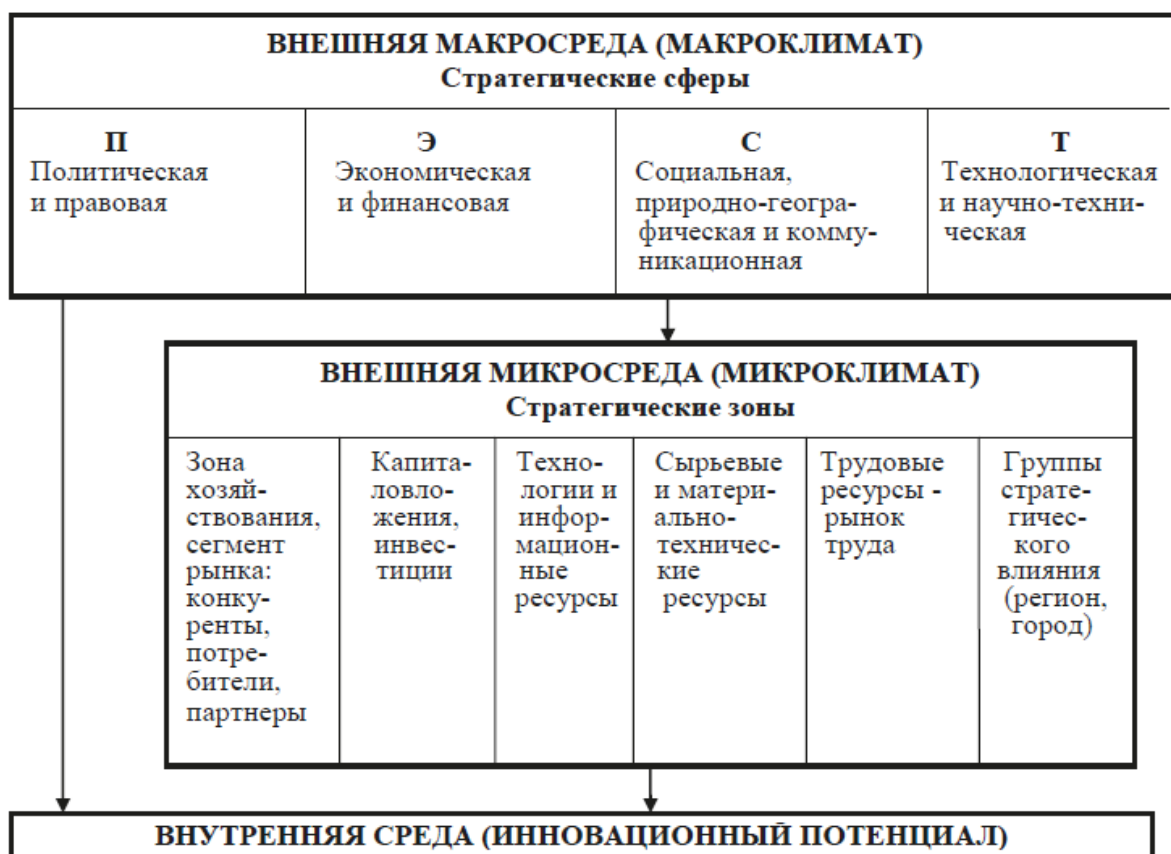 ВНЕШНЯЯ МАКРОСРЕДА (МАКРОКЛИМАТ)
Стратегические сферы
П
Политическая
и правовая
Э
Экономическая
и финансовая
С
Социальная,
природно-геогра-
фическая и комму-
никационная
Т
Технологическая
и научно-техни-
ческая
ВНЕШНЯЯ МИКРОСРЕДА (МИКРОКЛИМАТ)
Стратегические зоны
Зона
хозяй-
ствования,
сегмент
рынка:
конку-
ренты,
потре-
бители,
партнеры
Капита-
ловло-
жения,
инвес-
тиции
Техно-
логии и
инфор-
мацион-
ные
ресурсы
Сырьевые
и матери-
ально-
техничес-
кие
ресурсы
Трудовые
ресурсы -
рынок
труда
Группы
страте-
гичес-
кого
влияния
(регион,
город)
ВНУТРЕННЯЯ СРЕДА (ИННОВАЦИОННЫЙ ПОТЕНЦИАЛ)